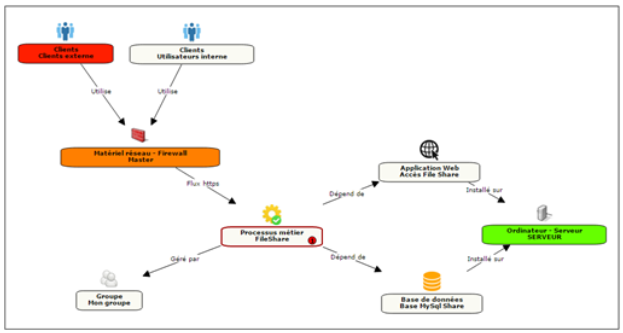 Clients
Clients externe
Clients
Utilisateurs interne
Utilise
Utilise
Matériel réseau - Firewall
Master
Flux Https
Application Web
Accès File Share
Dépend de
Installé sur
Processus métier
FileShare
1
Ordinateur - Serveur
SERVEUR
Géré par
Dépend de
Installé sur
Groupe
Mon groupe
Base de données
Base MySql Share